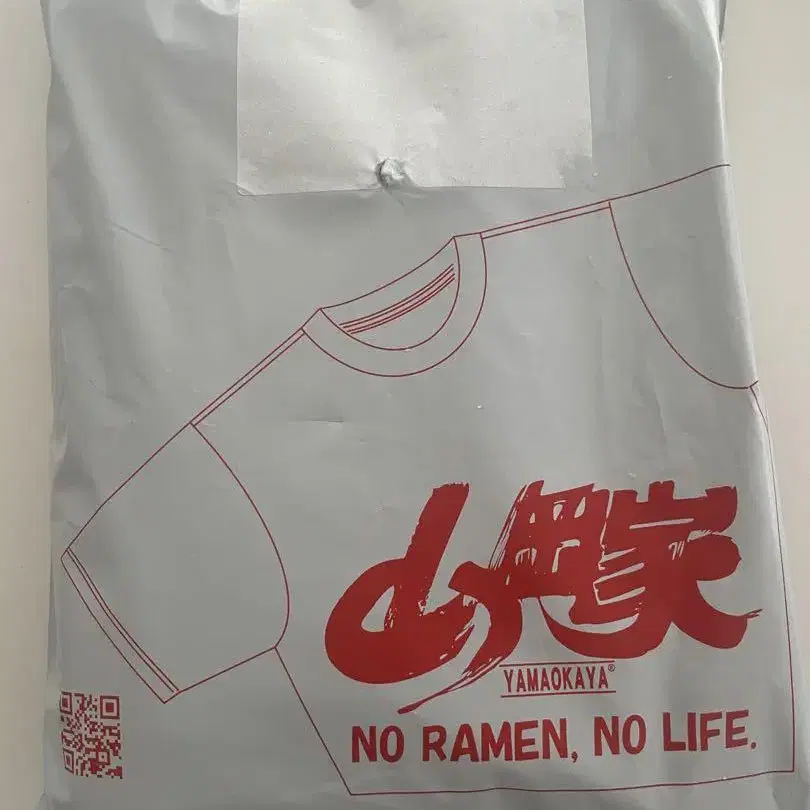 山岡家
YAMAOKAYA®
NO RAMEN, NO LIFE.